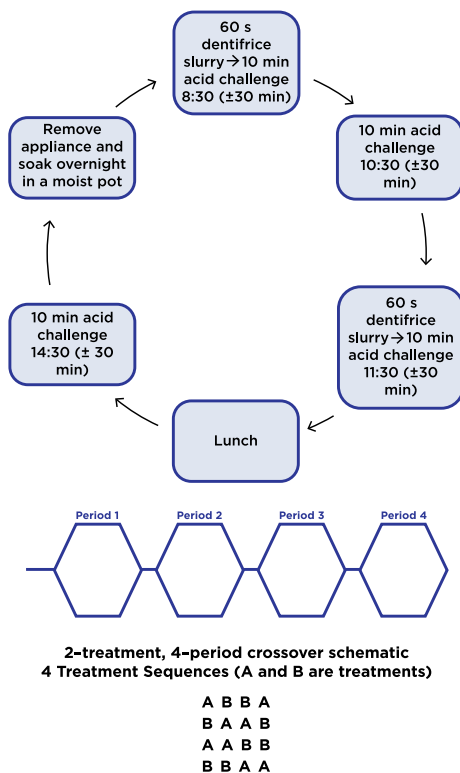 60 s
dentifrice
slurry→10 min
acid challenge
8:30 (±30 min)
10 min acid
challenge
10:30 (±30
min)
60 s
dentifrice
slurry→10 min
acid challenge
11:30 (±30
min)
Lunch
10 min acid
challenge
14:30 (± 30
min)
Remove
appliance and
soak overnight
in a moist pot
Period 1
Period 2
Period 3
Period 4
2–treatment, 4–period crossover schematic
4 Treatment Sequences (A and B are treatments)
A B B A
B A A B
A A B B
B B A A